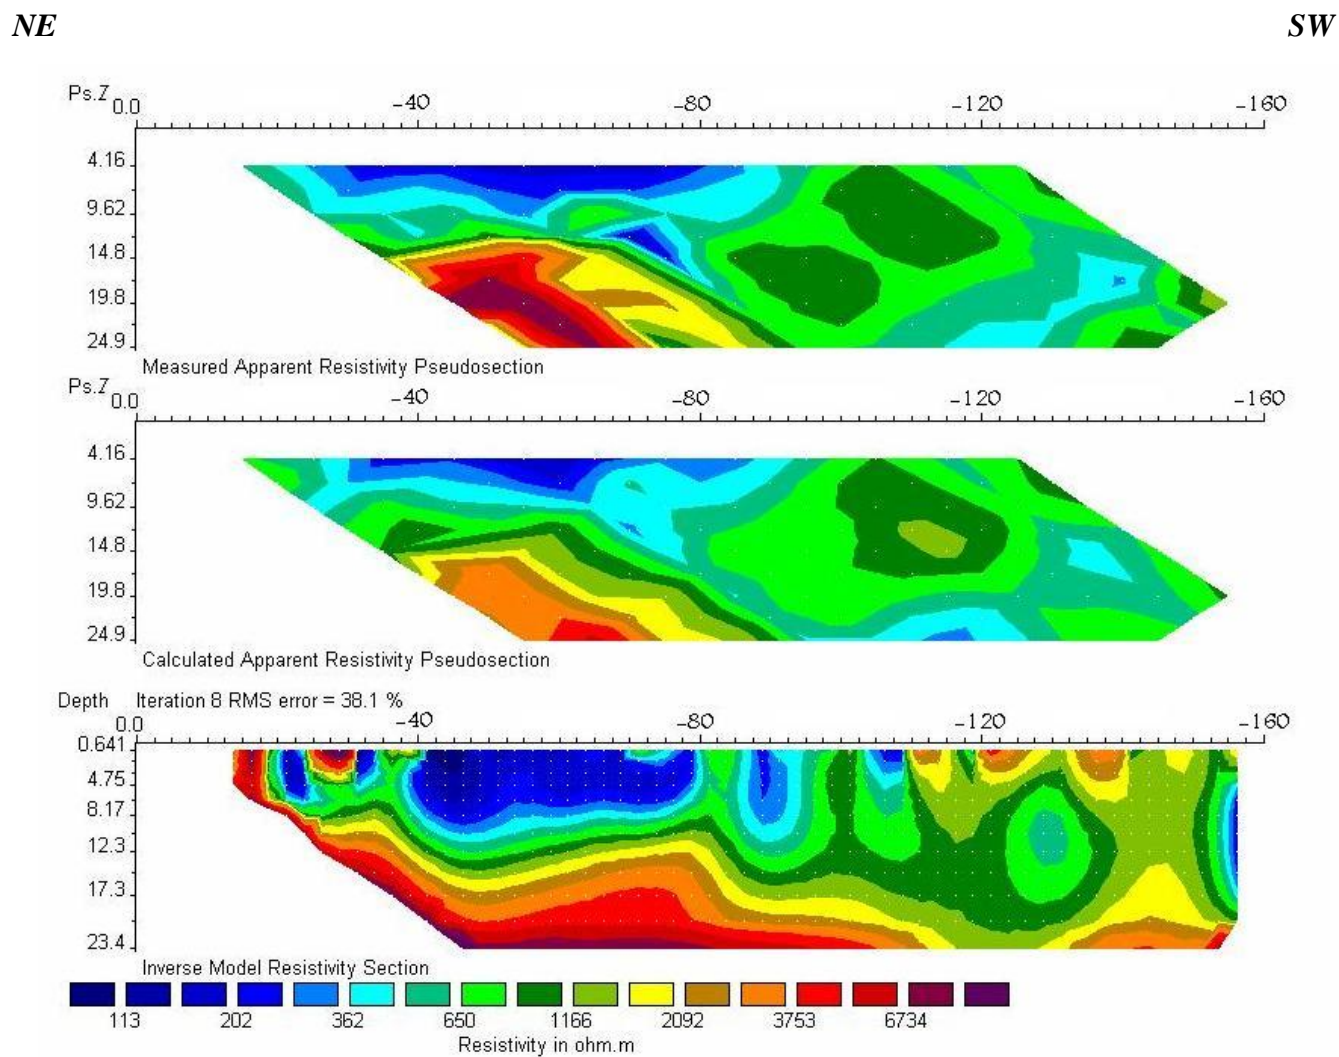 NE SW
Ps.Z 0.0 -40 -80 -120 -160
4.16
9.62
14.8
19.8
24.9
Measured Apparent Resistivity Pseudosection
Ps.Z 0.0 -40 -80 -120 -160
4.16
9.62
14.8
19.8
24.9
Calculated Apparent Resistivity Pseudosection
Depth Iteration 8 RMS error = 38.1 %
0.0 -40 -80 -120 -160
0.641
4.75
8.17
12.3
17.3
23.4
Inverse Model Resistivity Section
113 202 362 650 1166 2092 3753 6734
Resistivity in ohm.m